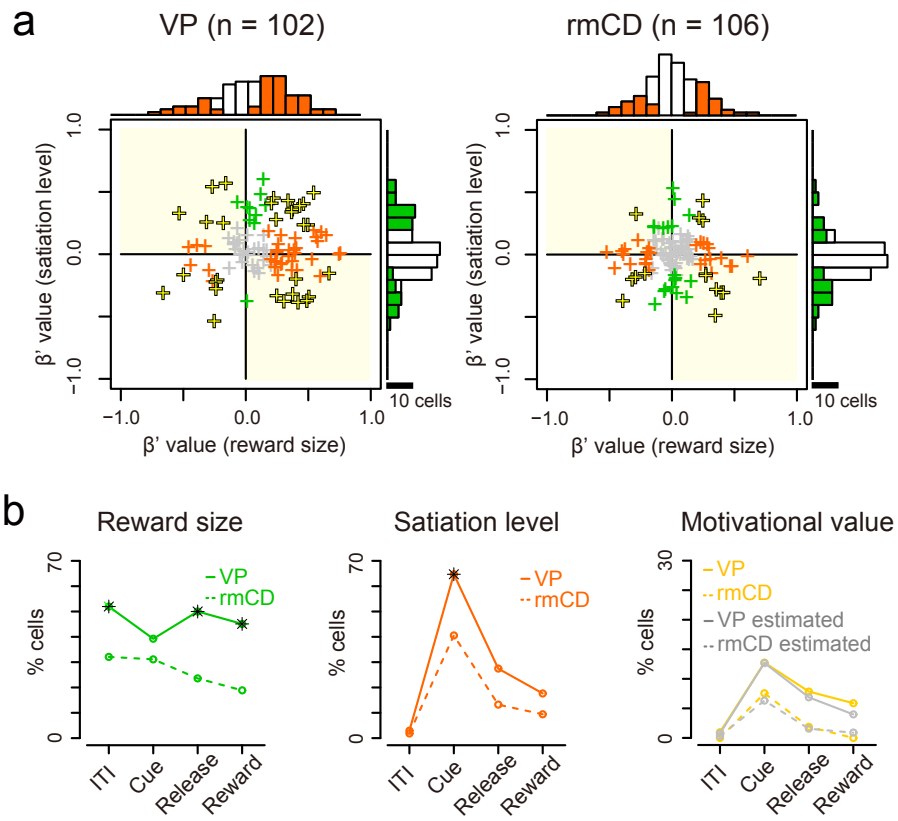 a
VP (n = 102)
rmCD (n = 106)
β’ value (satiation level)
1.0
0.0
−1.0
−1.0
0.0
1.0
β’ value (reward size)
10 cells
β’ value (satiation level)
1.0
0.0
−1.0
−1.0
0.0
1.0
β’ value (reward size)
10 cells
b
Reward size
% cells
70
0
VP
rmCD
ITI
Cue
Release
Reward
Satiation level
% cells
70
0
VP
rmCD
ITI
Cue
Release
Reward
Motivational value
% cells
30
0
VP
rmCD
VP estimated
rmCD estimated
ITI
Cue
Release
Reward